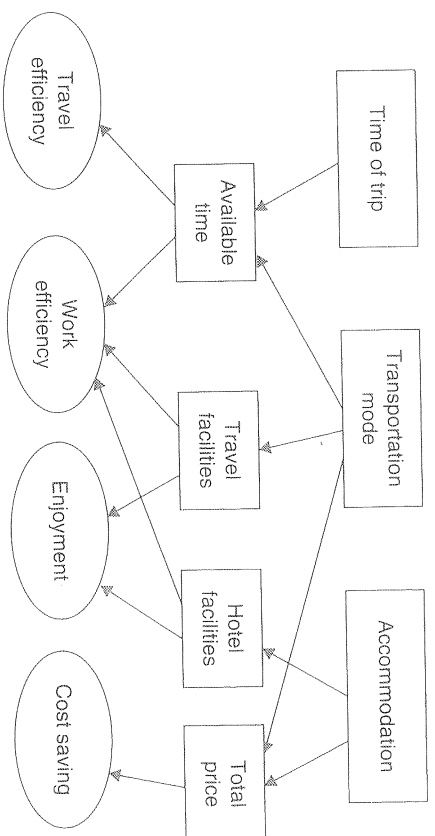 Time of trip
Transportation
mode
Accommodation
Available
time
Travel
facilities
Hotel
facilities
Total
price
Travel
efficiency
Work
efficiency
Enjoyment
Cost saving